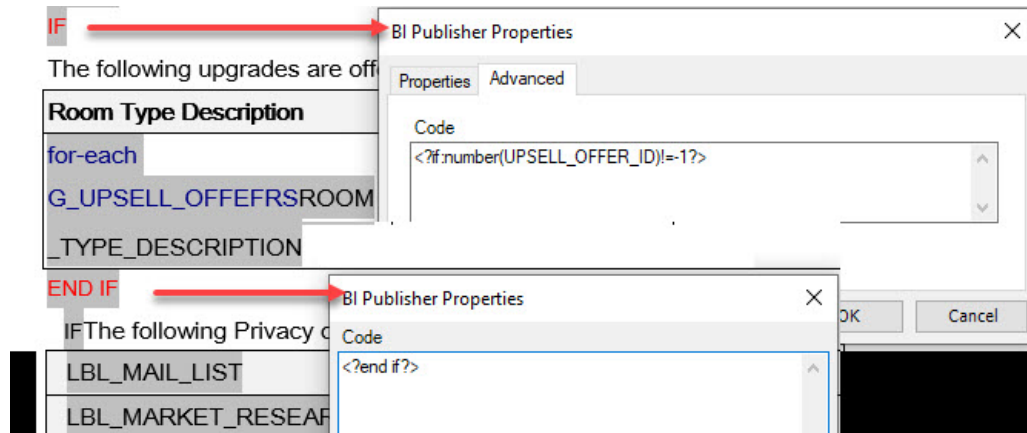 IF
BI Publisher Properties
The following upgrades are off
Properties Advanced
Room Type Description
Code
for-each
<?if:number(UPSELL_OFFER_ID)!=-1?>
G_UPSELL_OFFEFRSROOM
_TYPE_DESCRIPTION
END IF
BI Publisher Properties
OK Cancel
IFThe following Privacy
Code
LBL_MAIL_LIST
<?end if?>
LBL_MARKET_RESEAR